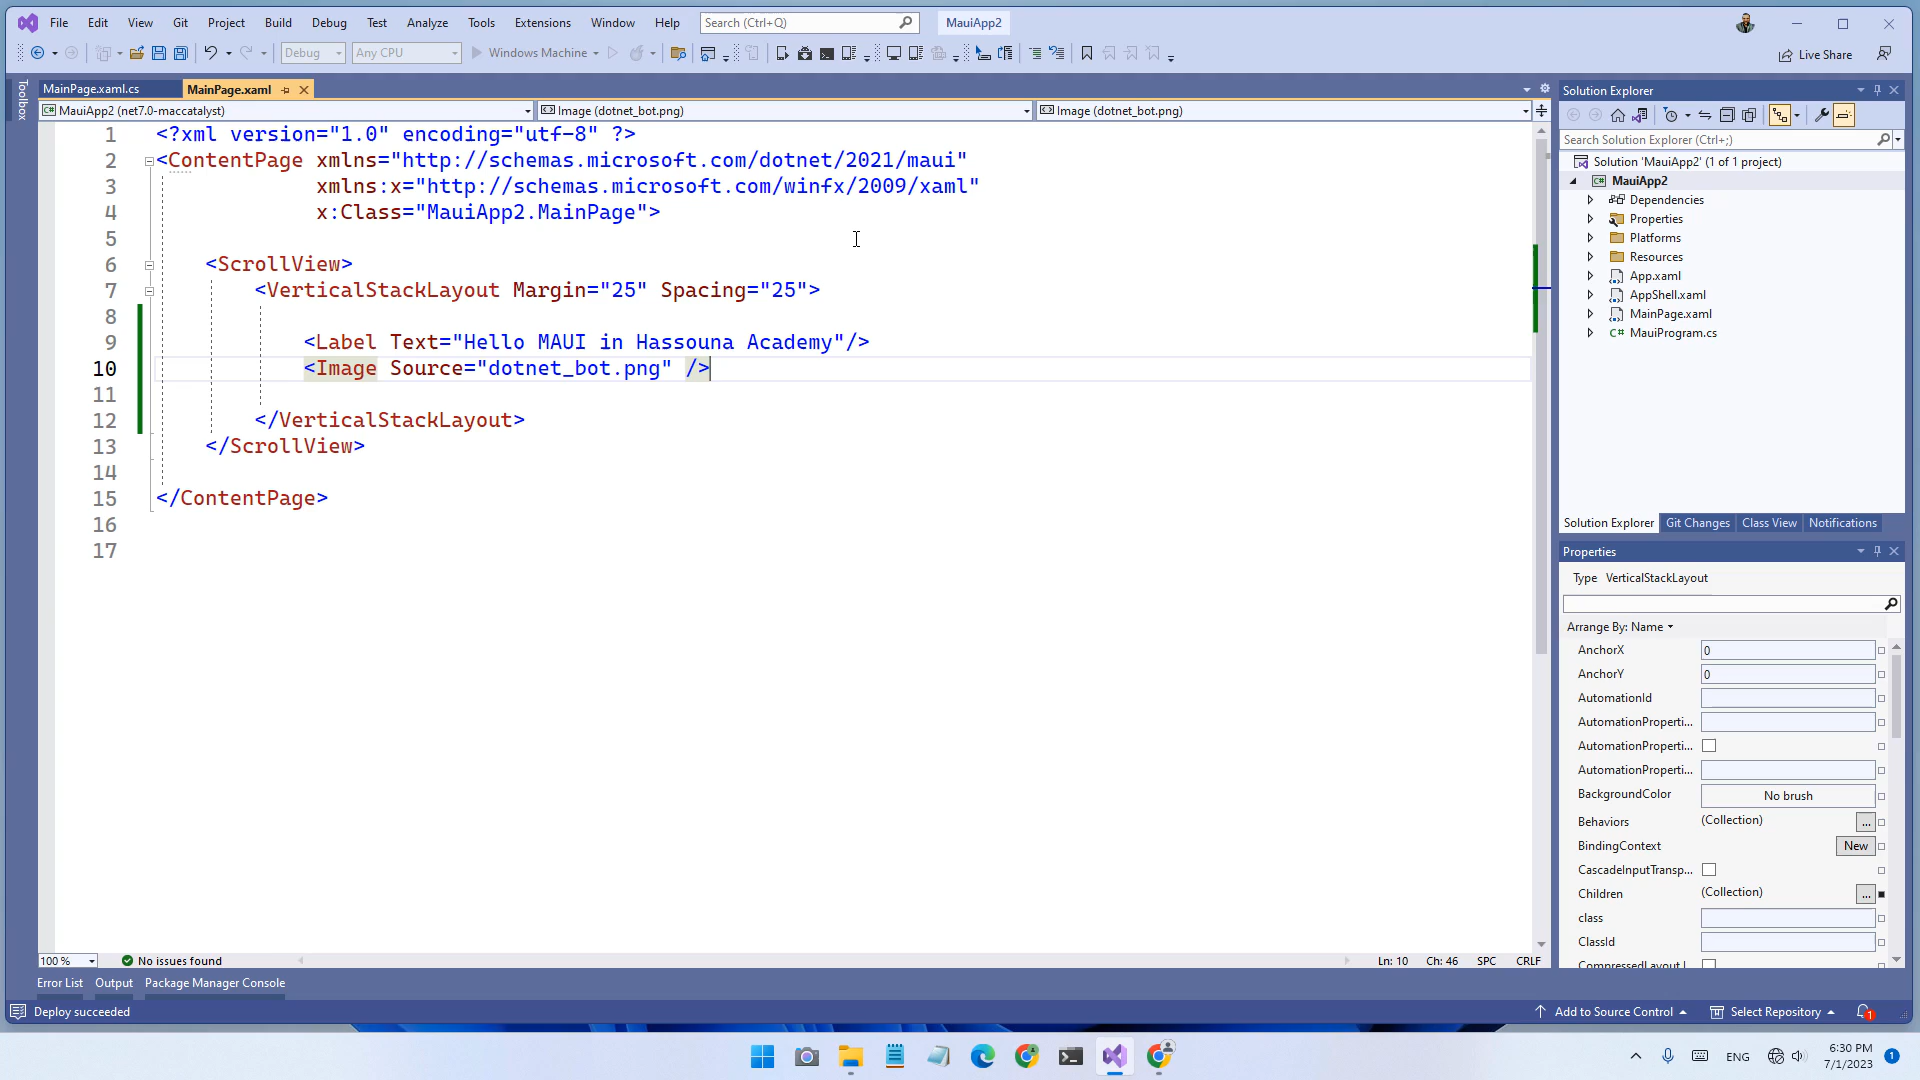 File Edit View Git Project Build Debug Test Analyze Tools Extensions Window Help Search (Ctrl+Q) MauiApp2
Debug Any CPU Windows Machine Live Share
Toolbox
MainPage.xaml.cs MainPage.xaml
MauiApp2 (net7.0-maccatalyst) Image (dotnet_bot.png) Image (dotnet_bot.png)
1 <?xml version="1.0" encoding="utf-8" ?>
2 <ContentPage xmlns="http://schemas.microsoft.com/dotnet/2021/maui"
3 xmlns:x="http://schemas.microsoft.com/winfx/2009/xaml"
4 x:Class="MauiApp2.MainPage">
5
6 <ScrollView>
7 <VerticalStackLayout Margin="25" Spacing="25">
8
9 <Label Text="Hello MAUI in Hassouna Academy"/>
10 <Image Source="dotnet_bot.png" />
11
12 </VerticalStackLayout>
13 </ScrollView>
14
15 </ContentPage>
16
17
100 % No issues found Ln: 10 Ch: 46 SPC CRLF
Error List Output Package Manager Console
Solution Explorer
Search Solution Explorer (Ctrl+;)
Solution 'MauiApp2' (1 of 1 project)
MauiApp2
Dependencies
Properties
Platforms
Resources
App.xaml
AppShell.xaml
MainPage.xaml
MauiProgram.cs
Solution Explorer Git Changes Class View Notifications
Properties
Type VerticalStackLayout
Arrange By: Name
AnchorX 0
AnchorY 0
AutomationId
AutomationProperti...
AutomationProperti...
AutomationProperti...
BackgroundColor No brush
Behaviors (Collection) ...
BindingContext New
CascadeInputTransp...
Children (Collection) ...
class
ClassId
Deploy succeeded Add to Source Control Select Repository 1
ENG 6:30 PM 1
7/1/2023